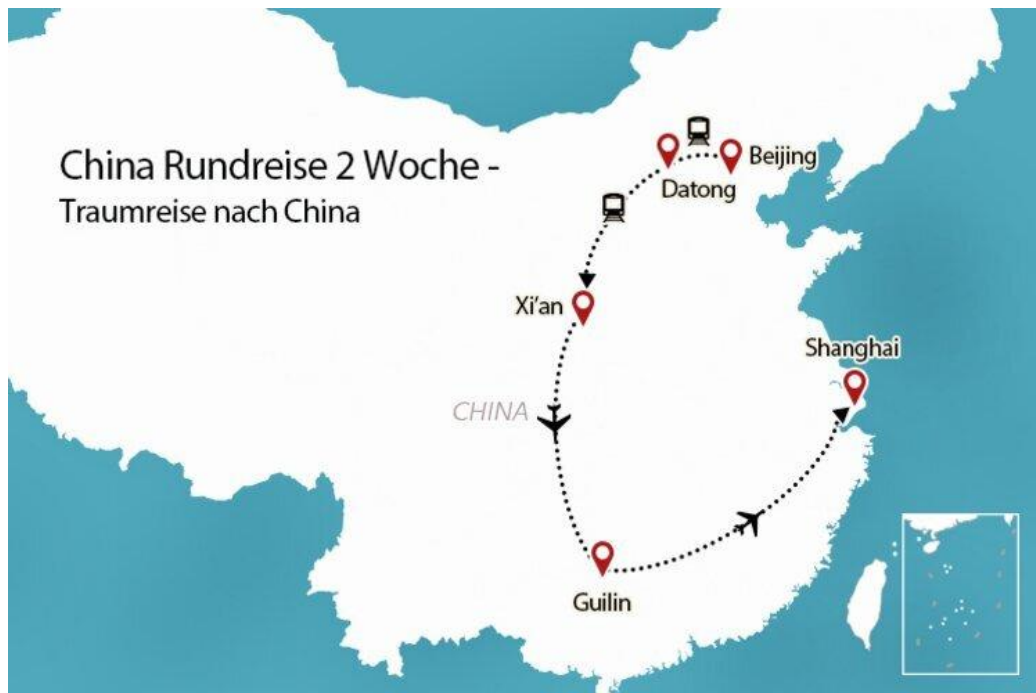 China Rundreise 2 Woche -
Traumreise nach China
Beijing
Datong
Xi'an
Shanghai
CHINA
Guilin